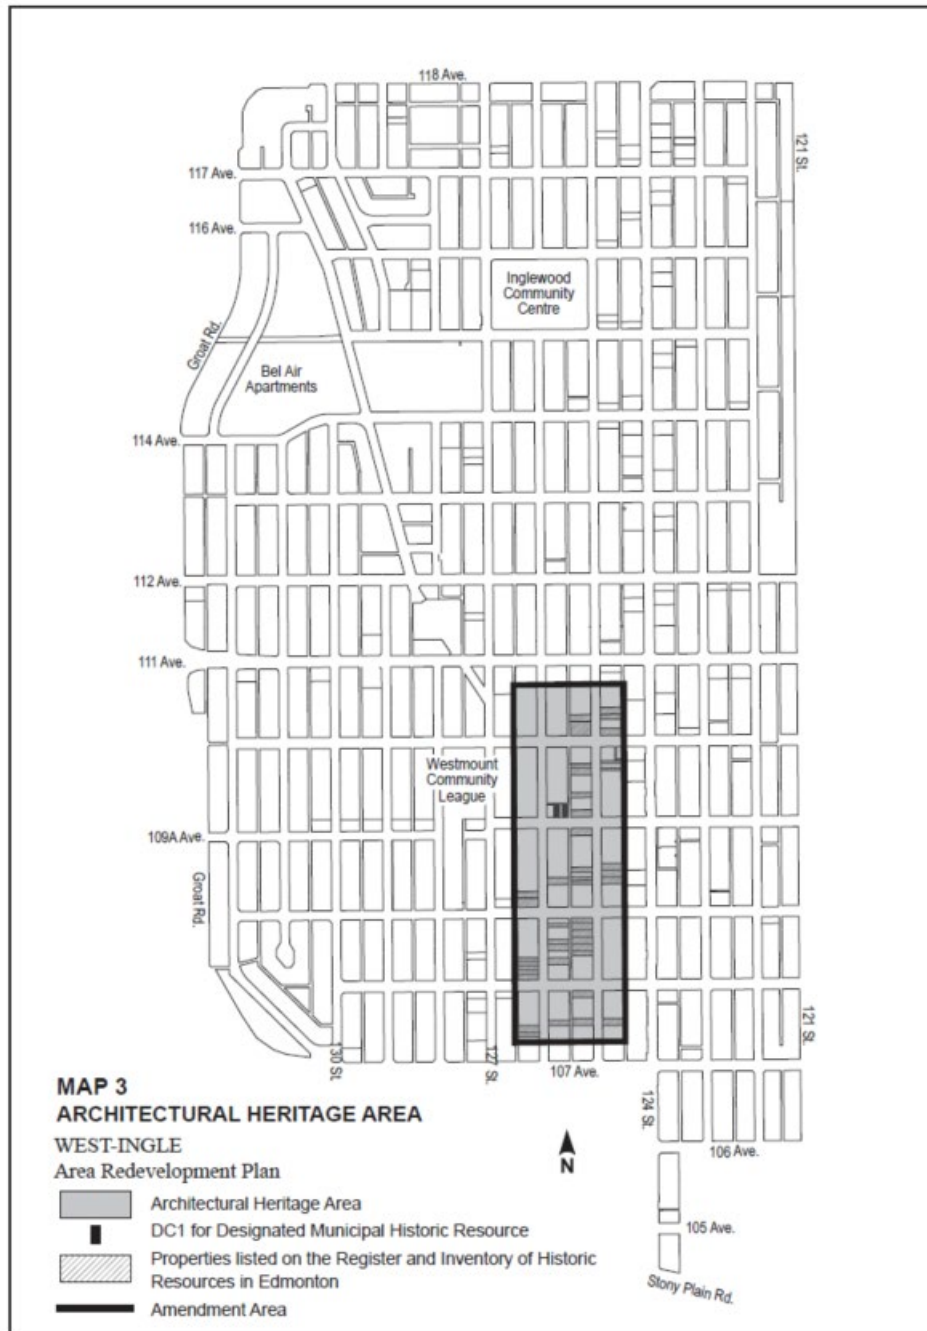 118 Ave.
121 St.
117 Ave.
116 Ave.
Inglewood
Community
Centre
Groat Rd.
Bel Air
Apartments
114 Ave.
112 Ave.
111 Ave.
Westmount
Community
League
109A Ave.
Groat Rd.
121 St.
130 St.
127 St.
107 Ave.
124 St.
106 Ave.
105 Ave.
Stony Plain Rd.
N
MAP 3
ARCHITECTURAL HERITAGE AREA
WEST-INGLE
Area Redevelopment Plan
Architectural Heritage Area
DC1 for Designated Municipal Historic Resource
Properties listed on the Register and Inventory of Historic
Resources in Edmonton
Amendment Area